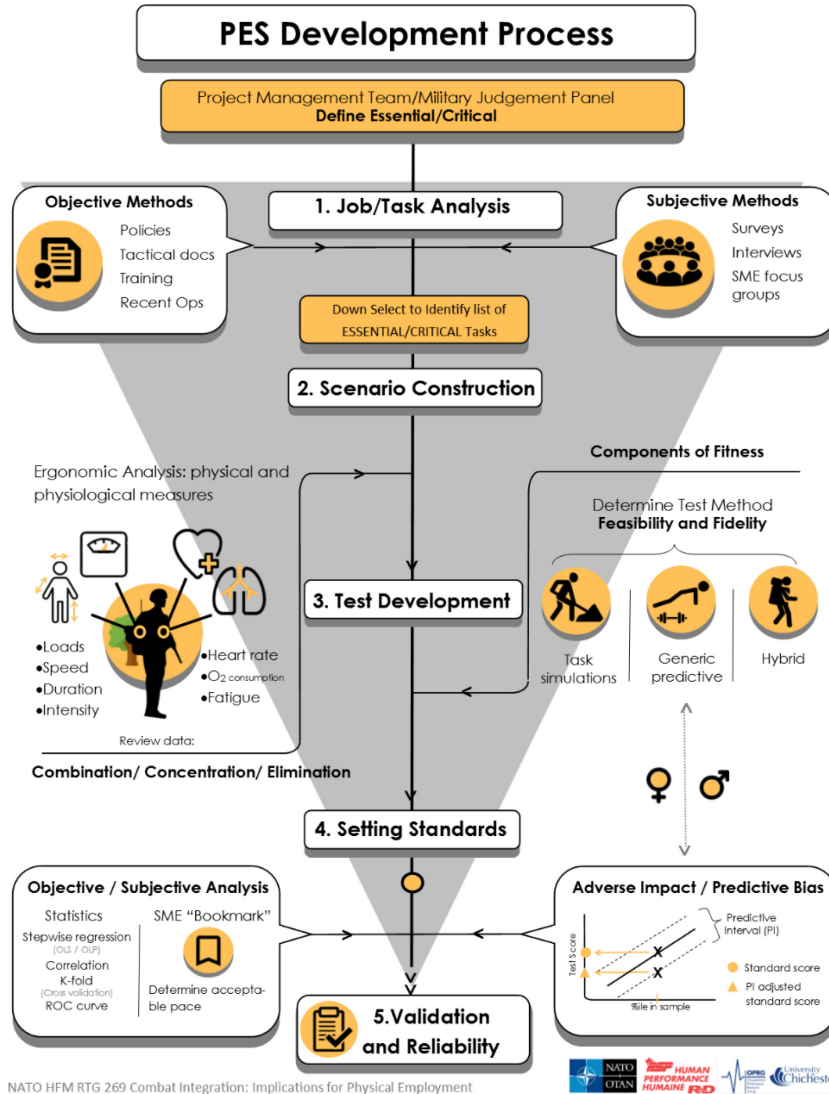 PES Development Process
Project Management Team/Military Judgement Panel
Define Essential/Critical
Objective Methods
Policies
Tactical docs
Training
Recent Ops
1. Job/Task Analysis
Subjective Methods
Surveys
Interviews
SME focus
groups
Down Select to Identify list of
ESSENTIAL/CRITICAL Tasks
2. Scenario Construction
Ergonomic Analysis: physical and
physiological measures
•Loads
•Speed
•Duration
•Intensity
•Heart rate
•O2 consumption
•Fatigue
Review data:
Combination/ Concentration/ Elimination
Components of Fitness
Determine Test Method
Feasibility and Fidelity
Task
simulations
Generic
predictive
Hybrid
3. Test Development
4. Setting Standards
Objective / Subjective Analysis
Statistics
Stepwise regression
(OLS / OLP)
Correlation
K-fold
(Cross validation)
ROC curve
SME “Bookmark”
Determine accepta-
ble pace
Adverse Impact / Predictive Bias
Test Score
%ile in sample
X
X
Predictive
Interval (PI)
Standard score
PI adjusted
standard score
5.Validation
and Reliability
NATO HFM RTG 269 Combat Integration: Implications for Physical Employment
NATO
OTAN
HUMAN
PERFORMANCE
HUMAINE R&D
OPRG
University
Chichest